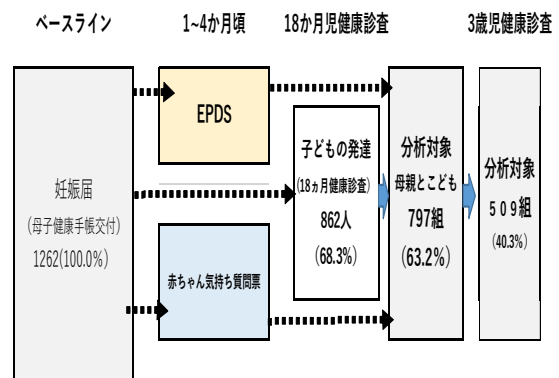 ベースライン
1~4か月頃
18か月児健康診査
3歳児健康診査
妊娠届
(母子健康手帳交付)
1262(100.0%)
EPDS
赤ちゃん気持ち質問票
子どもの発達
(18ヵ月健康診査)
862人
(68.3%)
分析対象
母親とこども
797組
(63.2%)
分析対象
509組
(40.3%)